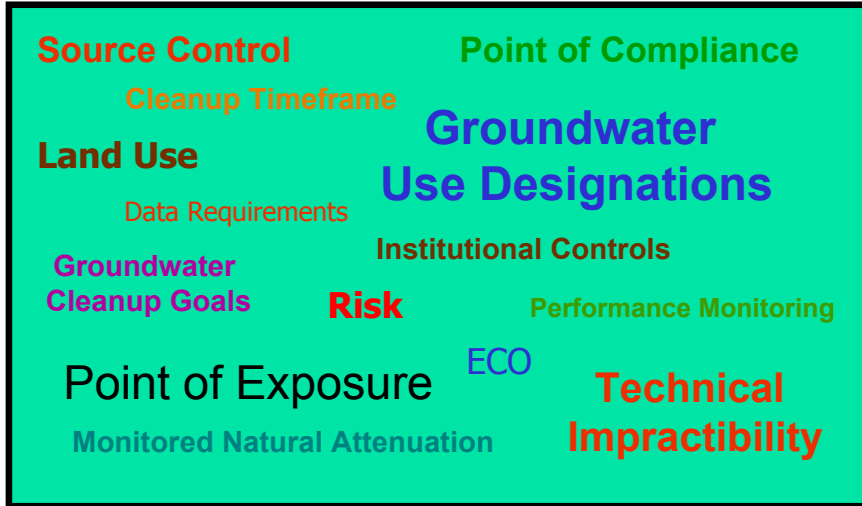 Source Control
Point of Compliance
Cleanup Timeframe
Groundwater
Use Designations
Land Use
Data Requirements
Institutional Controls
Groundwater
Cleanup Goals
Risk
Performance Monitoring
Point of Exposure
ECO
Technical
Impractibility
Monitored Natural Attenuation